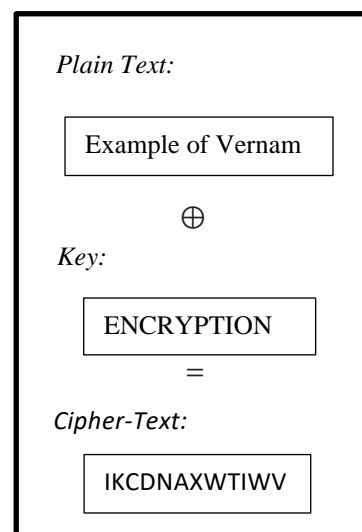 Plain Text:
Example of Vernam
⊕
Key:
ENCRYPTION
=
Cipher-Text:
IKCDNAXWTIWV